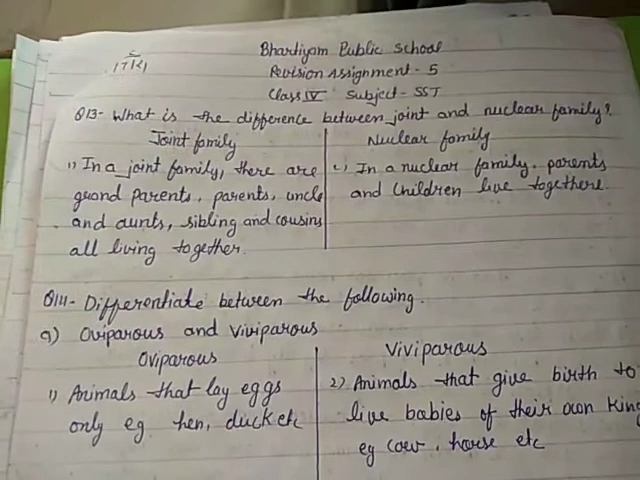 Bhartiyam Public School
Revision Assignment - 5
Class IV Subject - SST
Q13- What is the difference between joint and nuclear family?
Joint family
1) In a joint family, there are
grand parents, parents, uncle
and aunts, sibling and cousins
all living together.
Nuclear family
In a nuclear family. parents
and children live togethere.
Q14- Differentiate between the following.
a) Oviparous and Viviparous
Oviparous
1) Animals that lay eggs
only eg hen, duck etc
Viviparous
2) Animals that give birth to
live babies of their own king
eg cow, horse etc